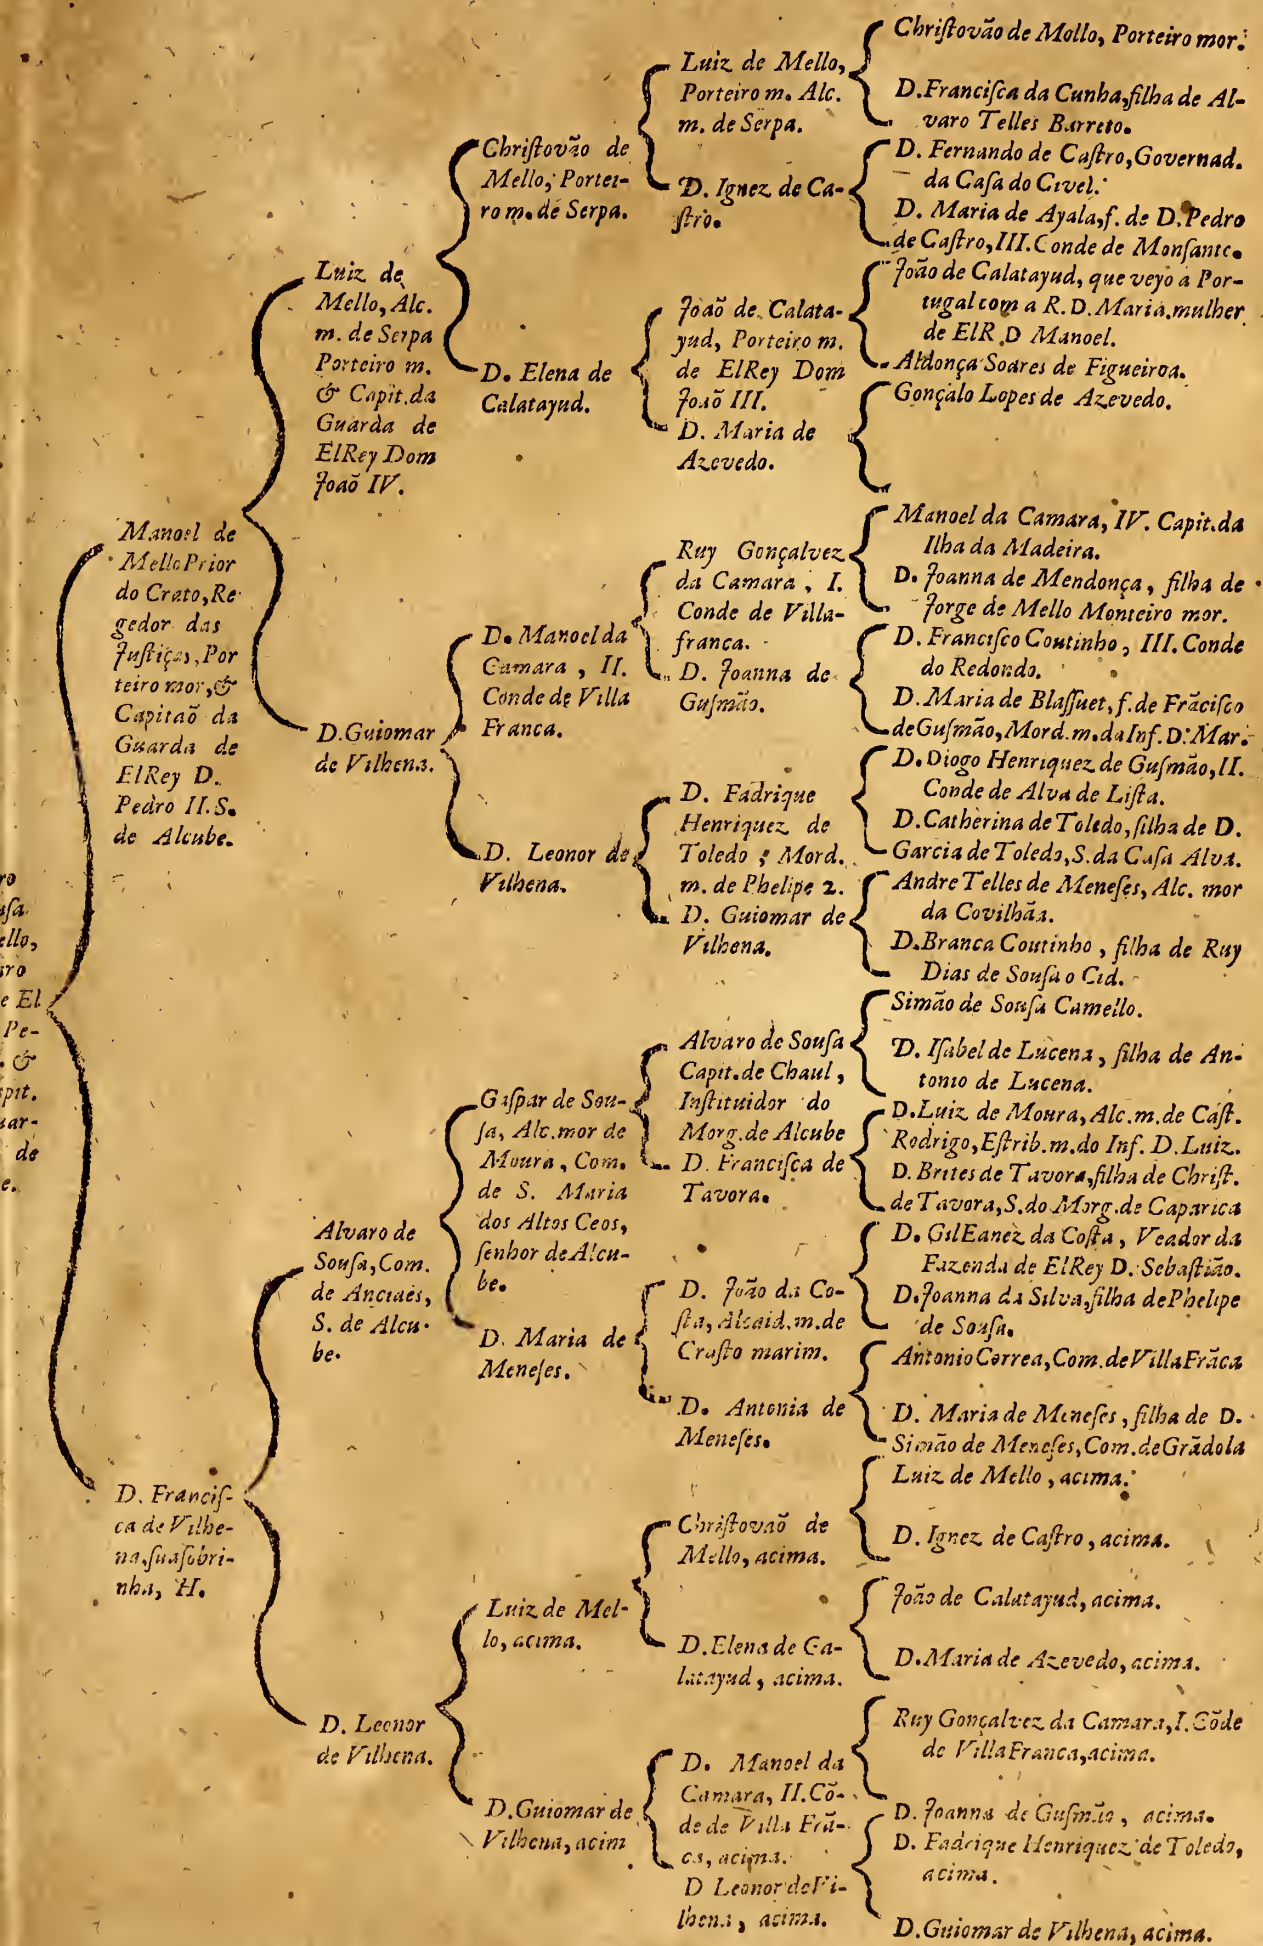 ro
uſa
ello,
iro
e El
Pe-
. &
pit.
uar-
de
e.
Manoel de
Mello Prior
do Crato, Re-
gedor das
Juſtiças, Por
teiro mor, &
Capitaõ da
Guarda de
ElRey D.
Pedro II. S.
de Alcube.
D. Franciſ-
ca de Vilhe-
na, ſua ſobri-
nha, H.
Luiz de
Mello, Alc.
m. de Serpa
Porteiro m.
& Capit. da
Guarda de
ElRey Dom
Joaõ IV.
D. Guiomar
de Vilhena.
Alvaro de
Souſa, Com.
de Anciaẽs,
S. de Alcu-
be.
D. Leonor
de Vilhena.
Chriſtovão de
Mello, Portei-
ro m. de Serpa.
D. Elena de
Calatayud.
D. Manoel da
Camara, II.
Conde de Villa
Franca.
D. Leonor de
Vilhena.
Gaſpar de Sou-
ſa, Alc. mor de
Moura, Com.
de S. Maria
dos Altos Ceos,
ſenhor de Alcu-
be.
D. Maria de
Meneſes.
Luiz de Mel-
lo, acima.
D. Guiomar de
Vilhena, acim
Luiz de Mello,
Porteiro m. Alc.
m. de Serpa.
D. Ignez de Ca-
ſtro.
Joaõ de Calata-
yud, Porteiro m.
de ElRey Dom
Joaõ III.
D. Maria de
Azevedo.
Ruy Gonçalvez
da Camara, I.
Conde de Villa-
franca.
D. Joanna de
Guſmão.
D. Fadrique
Henriquez de
Toledo, Mord.
m. de Phelipe 2.
D. Guiomar de
Vilhena.
Alvaro de Souſa
Capit. de Chaul,
Inſtituidor do
Morg. de Alcube
D. Franciſca de
Tavora.
D. João da Co-
ſta, Alcaid. m. de
Craſto marim.
D. Antonia de
Meneſes.
Chriſtovaõ de
Mello, acima.
D. Elena de Ca-
latayud, acima.
D. Manoel da
Camara, II. Cõ-
de de Villa Frã-
ca, acima.
D Leonor de Vi-
lhena, acima.
Chriſtovão de Mollo, Porteiro mor.
D. Franciſca da Cunha, filha de Al-
varo Telles Barreto.
D. Fernando de Caſtro, Governad.
da Caſa do Civel.
D. Maria de Ayala, f. de D. Pedro
de Caſtro, III. Conde de Monſanto.
João de Calatayud, que veyo a Por-
tugal com a R. D. Maria, mulher
de ElR. D Manoel.
Aldonça Soares de Figueiroa.
Gonçalo Lopes de Azevedo.
Manoel da Camara, IV. Capit. da
Ilha da Madeira.
D. Joanna de Mendonça, filha de
Jorge de Mello Monteiro mor.
D. Franciſco Coutinho, III. Conde
do Redondo.
D. Maria de Blaſſuet, f. de Frãciſco
de Guſmão, Mord. m. da Inf. D. Mar.
D. Diogo Henriquez de Guſmão, II.
Conde de Alva de Liſta.
D. Catherina de Toledo, filha de D.
Garcia de Toledo, S. da Caſa Alva.
Andre Telles de Meneſes, Alc. mor
da Covilhãa.
D. Branca Coutinho, filha de Ruy
Dias de Souſa o Cid.
Simão de Souſa Camello.
D. Iſabel de Lucena, filha de An-
tonio de Lucena.
D. Luiz de Moura, Alc. m. de Caſt.
Rodrigo, Eſtrib. m. do Inf. D. Luiz.
D. Brites de Tavora, filha de Chriſt.
de Tavora, S. do Morg. de Caparica
D. Gil Eanez da Coſta, Veador da
Fazenda de ElRey D. Sebaſtião.
D. Joanna da Silva, filha de Phelipe
de Souſa.
Antonio Correa, Com. de Villa Frãca
D. Maria de Meneſes, filha de D.
Simão de Meneſes, Com. de Grãdola
Luiz de Mello, acima.
D. Ignez de Caſtro, acima.
João de Calatayud, acima.
D. Maria de Azevedo, acima.
Ruy Gonçalvez da Camara, I. Cõde
de Villa Franca, acima.
D. Joanna de Guſmão, acima.
D. Fadrique Henriquez de Toledo,
acima.
D. Guiomar de Vilhena, acima.